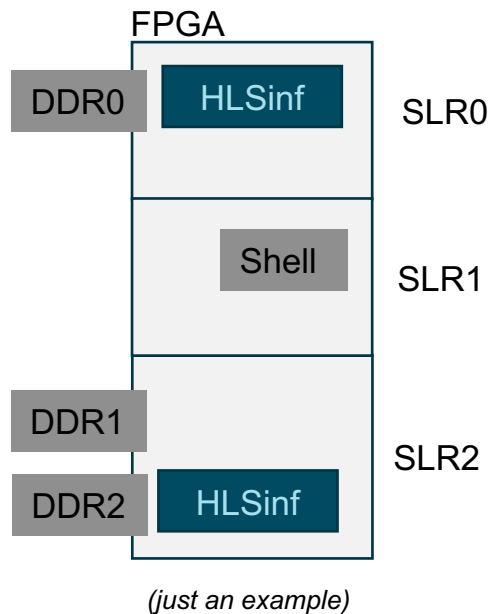 FPGA
DDR0
HLSinf
SLR0
Shell
SLR1
DDR1
SLR2
DDR2
HLSinf
(just an example)